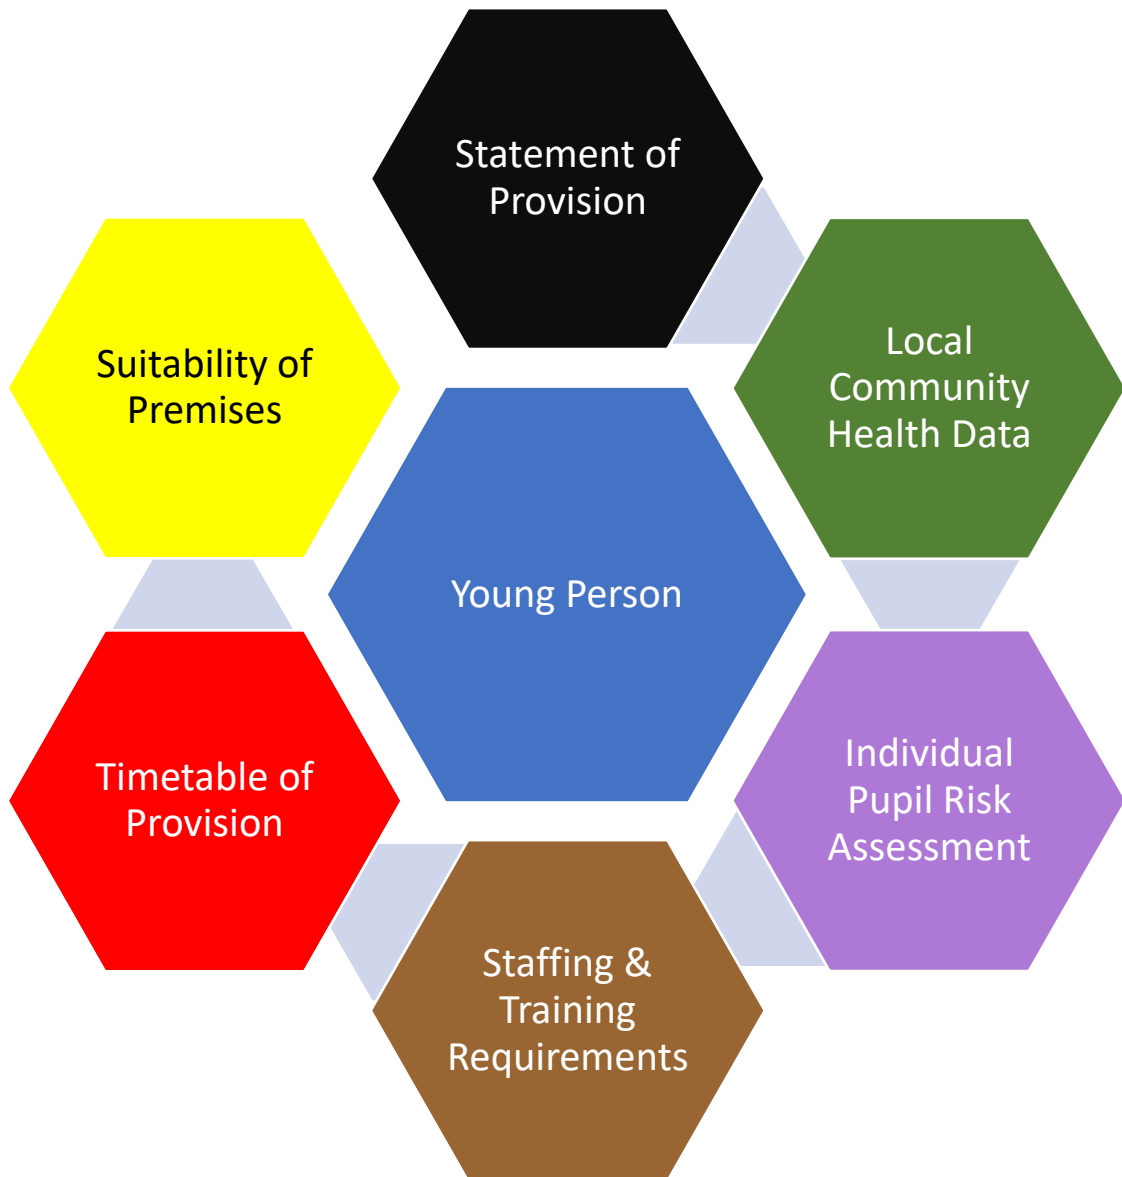 Statement of
Provision
Local
Community
Health Data
Individual
Pupil Risk
Assessment
Staffing &
Training
Requirements
Timetable of
Provision
Suitability of
Premises
Young Person